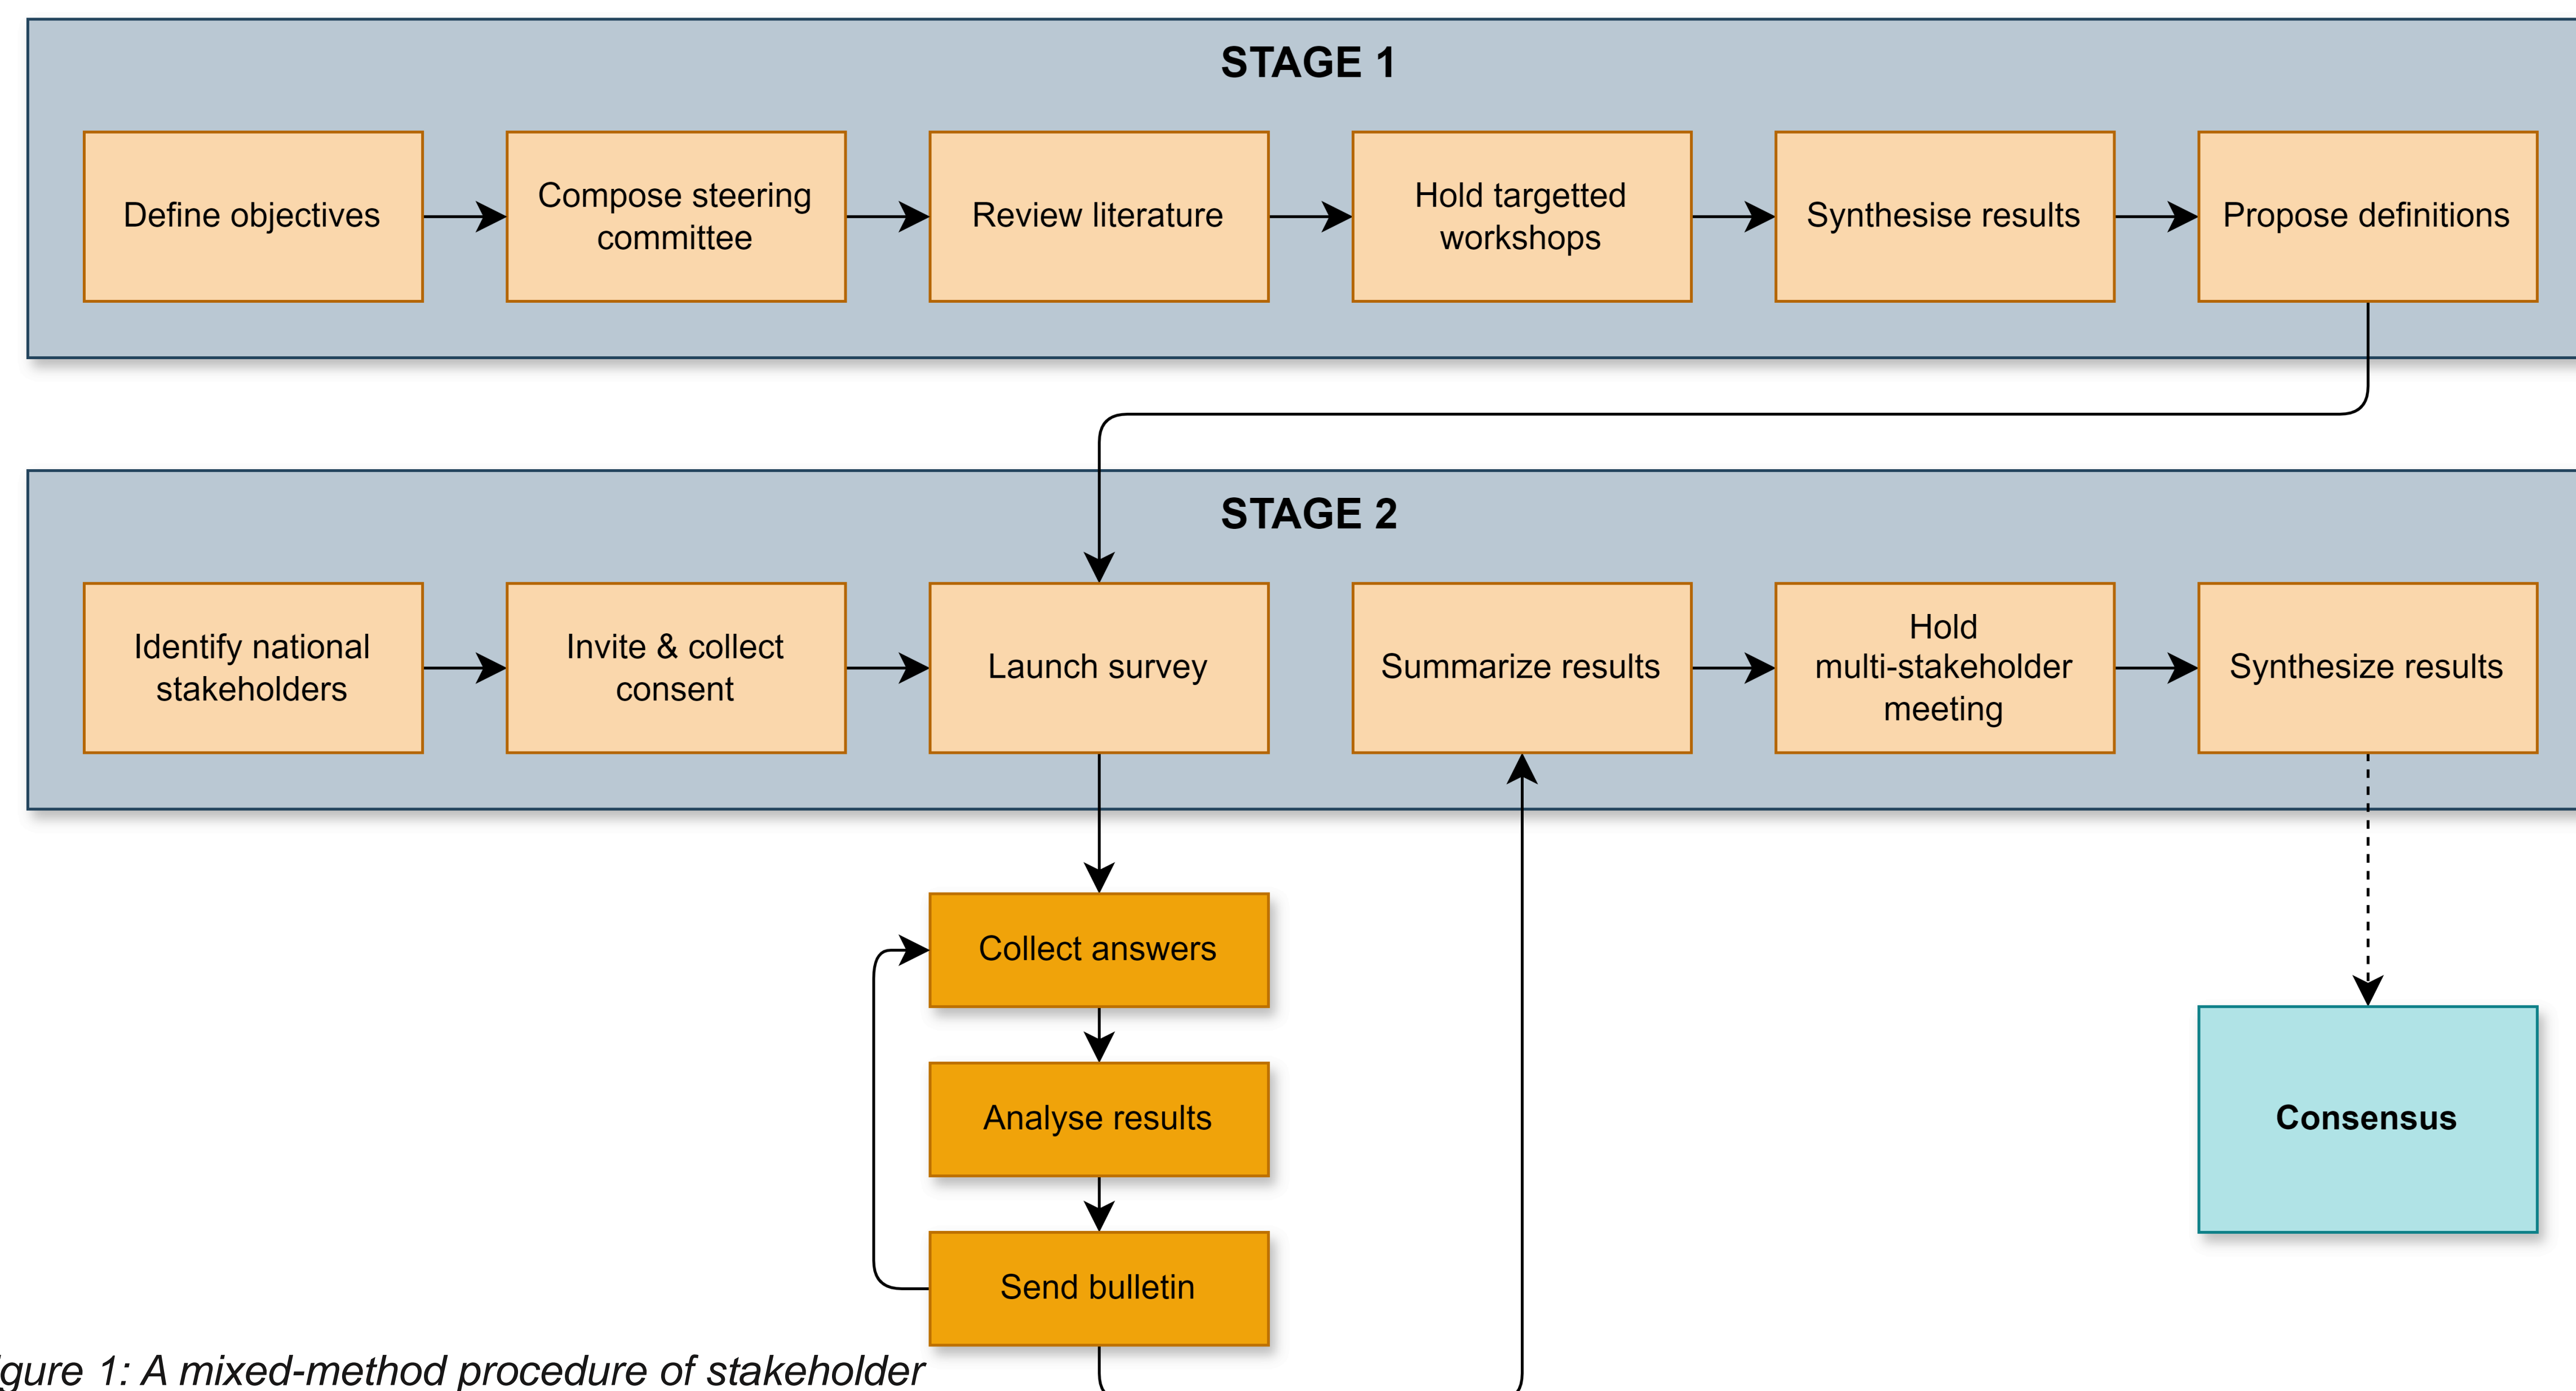 STAGE 1
Define objectives
Compose steering
committee
Review literature
Hold targetted
workshops
Synthesise results
Propose definitions
STAGE 2
Identify national
stakeholders
Invite & collect
consent
Launch survey
Summarize results
Hold
multi-stakeholder
meeting
Synthesize results
Collect answers
Analyse results
Send bulletin
Consensus
gure 1: A mixed-method procedure of stakeholder